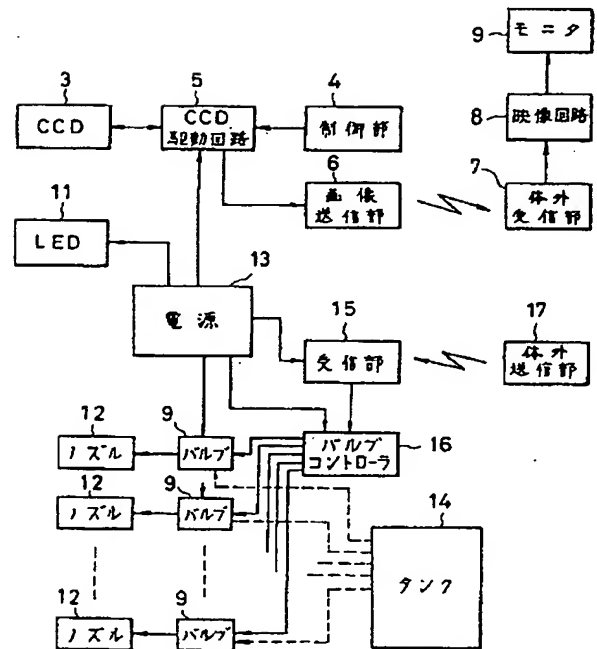 9
モニタ
3
5
4
8
CCD
CCD
駆動回路
制御部
映像回路
6
7
11
画像
送信部
体外
受信部
LED
13
電源
15
17
受信部
体外
送信部
12
9
ノズル
バルブ
バルブ
コントローラ
16
12
9
14
ノズル
バルブ
タンク
12
9
ノズル
バルブ